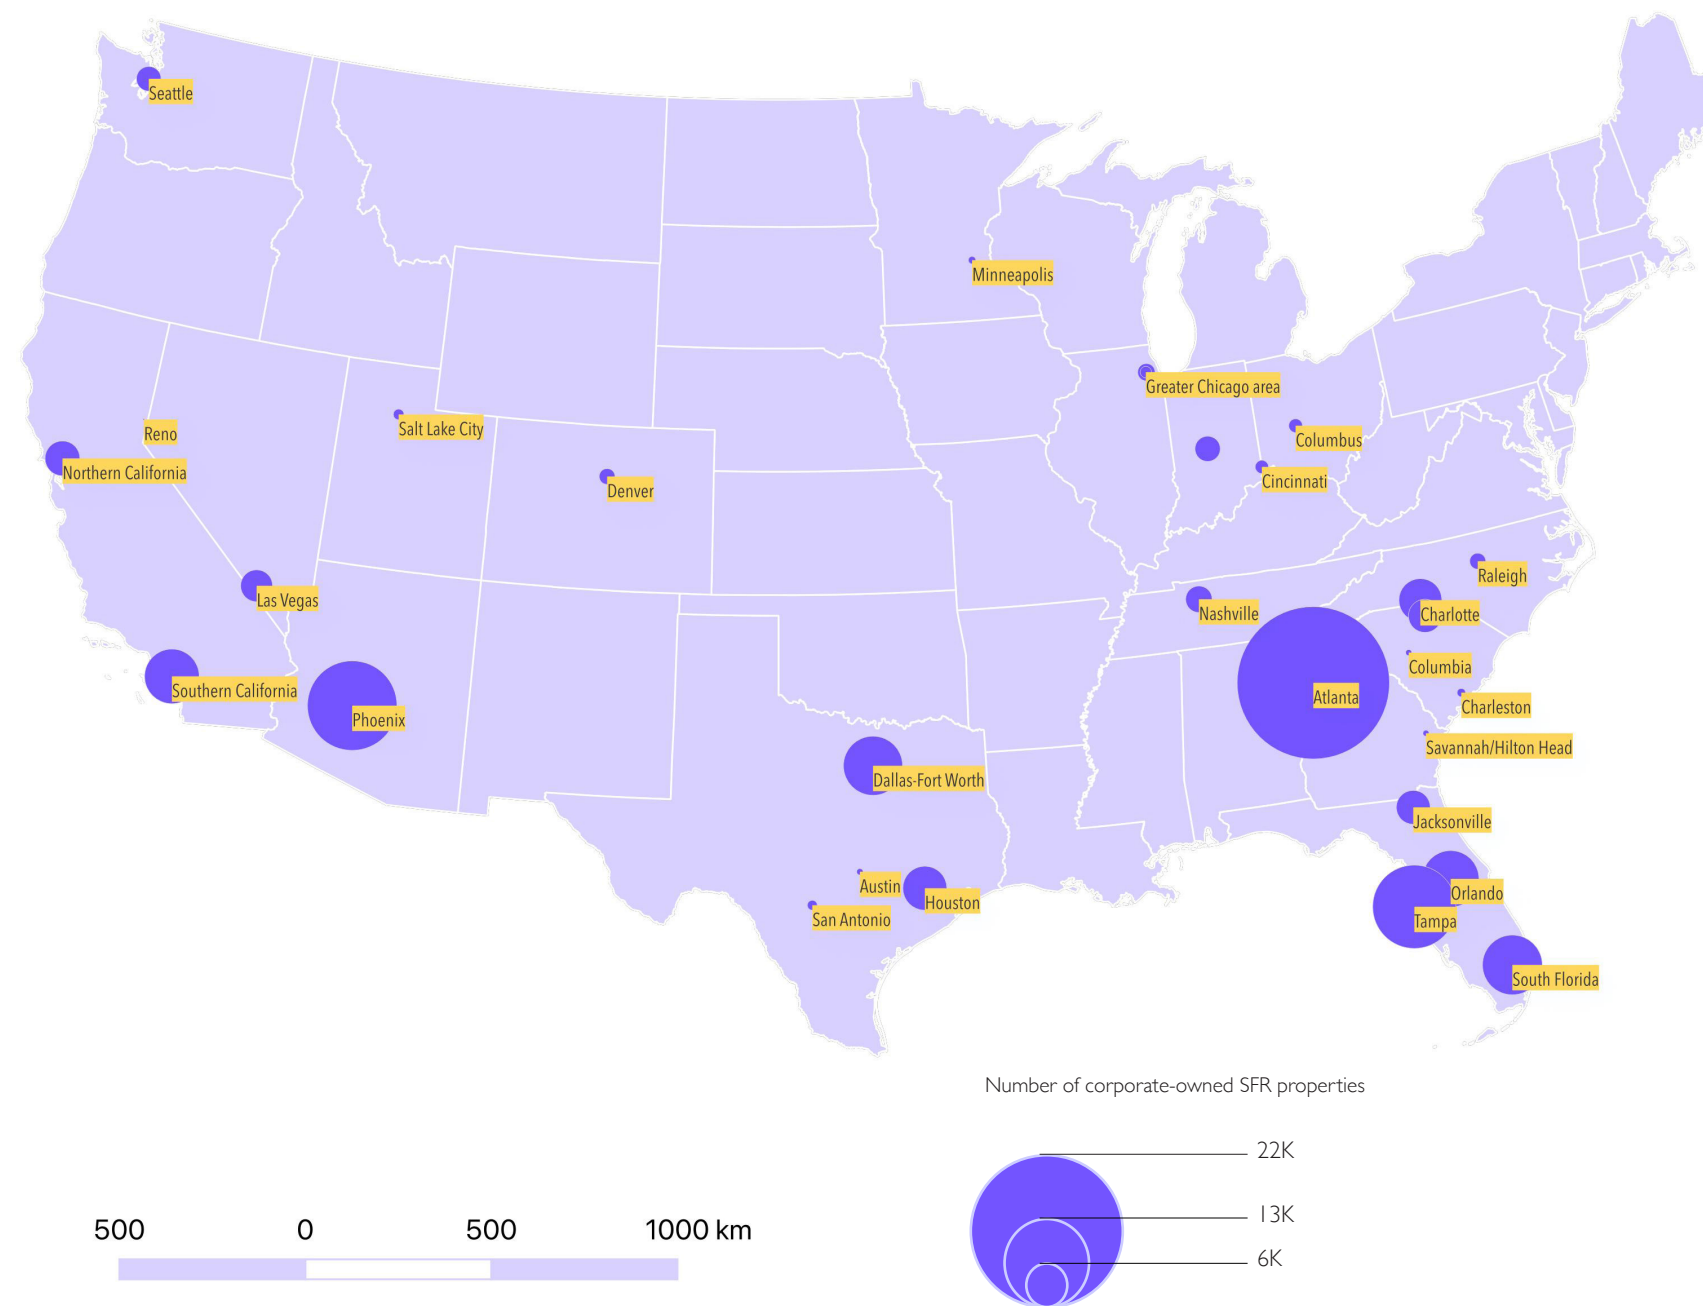 Seattle
Minneapolis
Greater Chicago area
Salt Lake City
Reno
Columbus
Northern California
Cincinnati
Denver
Raleigh
Las Vegas
Nashville
Charlotte
Columbia
Southern California
Atlanta
Charleston
Phoenix
Savannah/Hilton Head
Dallas-Fort Worth
Jacksonville
Austin
Orlando
Houston
San Antonio
Tampa
South Florida
Number of corporate-owned SFR properties
22K
13K
6K
500 0 500 1000 km